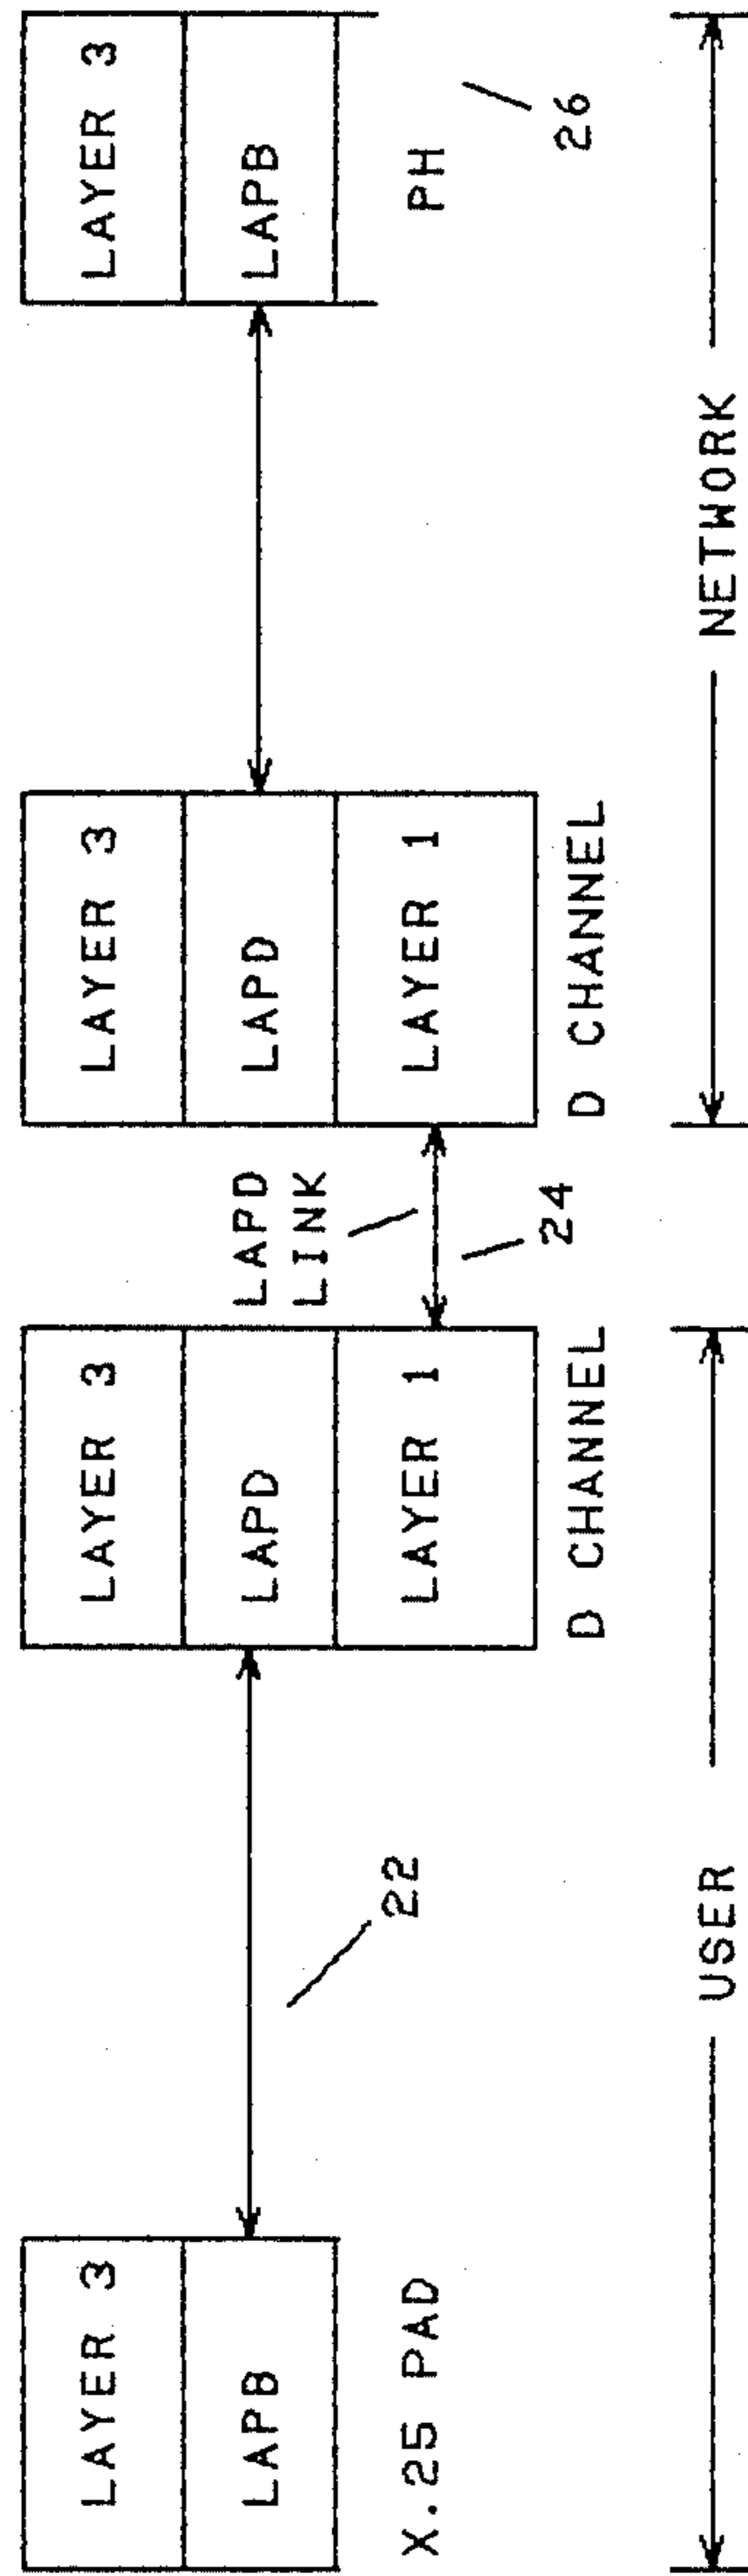 LAYER 3
LAPB
X.25 PAD
22
LAYER 3
LAPD
LAYER 1
D CHANNEL
LAPD
LINK
24
LAYER 3
LAPD
LAYER 1
D CHANNEL
LAYER 3
LAPB
PH
26
USER
NETWORK